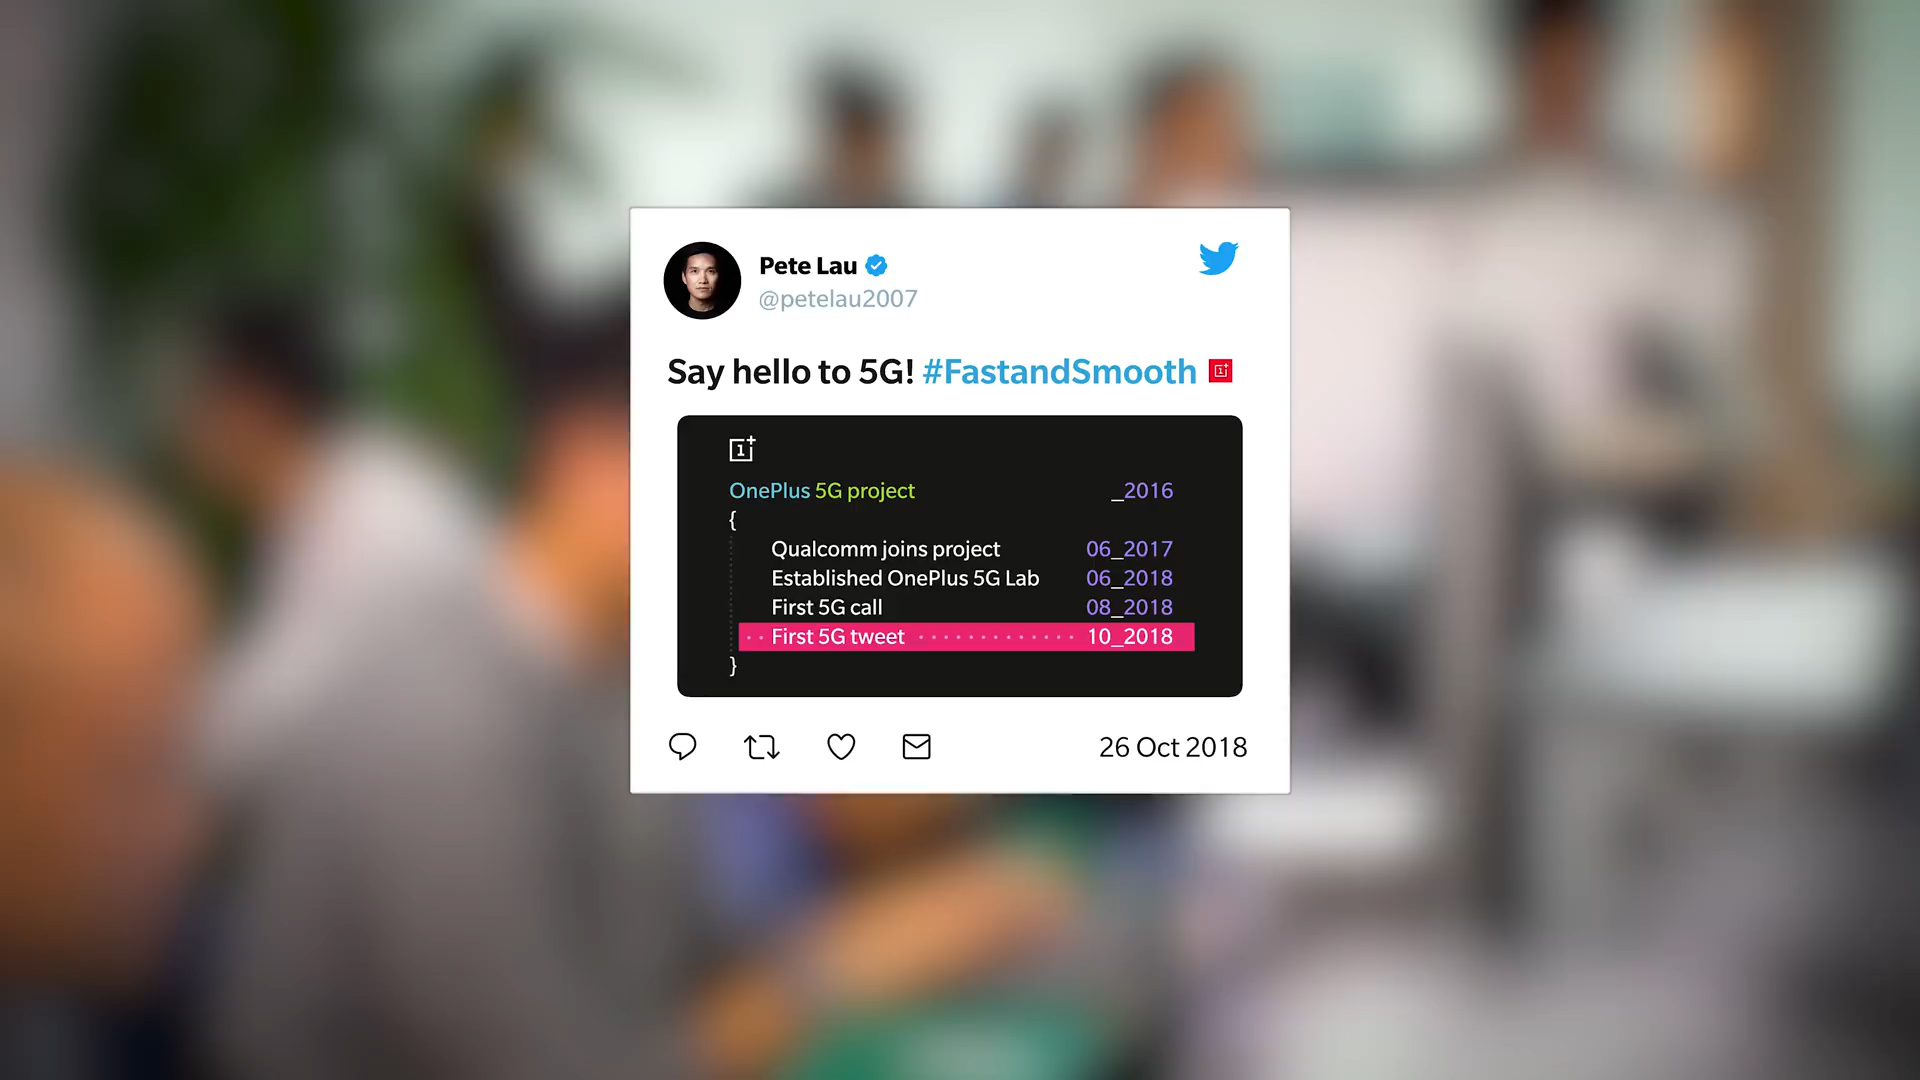 Pete Lau
@petelau2007
Say hello to 5G! #FastandSmooth
OnePlus 5G project _2016
{
Qualcomm joins project 06_2017
Established OnePlus 5G Lab 06_2018
First 5G call 08_2018
·· First 5G tweet ·············· 10_2018
}
26 Oct 2018